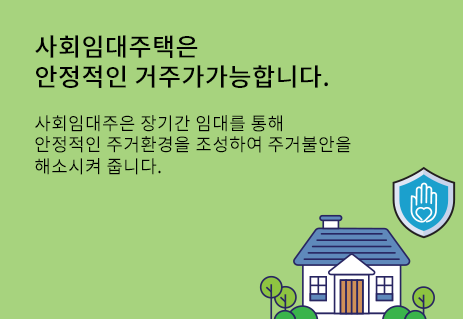 사회임대주택은
안정적인 거주가가능합니다.
사회임대주은 장기간 임대를 통해
안정적인 주거환경을 조성하여 주거불안을
해소시켜 줍니다.